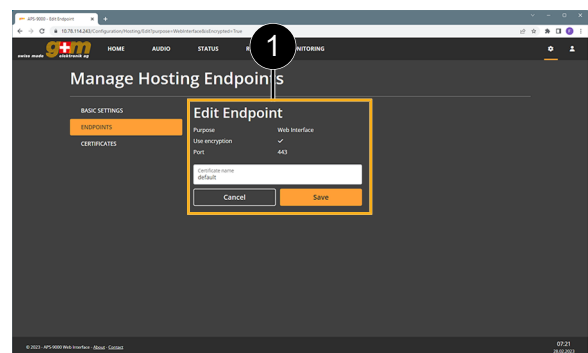 APS-9000 - Edit Endpoint
10.76.114.243/Configuration/Hosting/Edit?purpose=WebInterface&isEncrypted=True
swiss made g+m elektronik ag
HOME AUDIO STATUS NITORING
1
Manage Hosting Endpoints
BASIC SETTINGS
ENDPOINTS
CERTIFICATES
Edit Endpoint
Purpose Web Interface
Use encryption ✓
Port 443
Certificate name
default
Cancel Save
© 2023 - APS-9000 Web Interface - About - Contact
07:21
28.02.2023